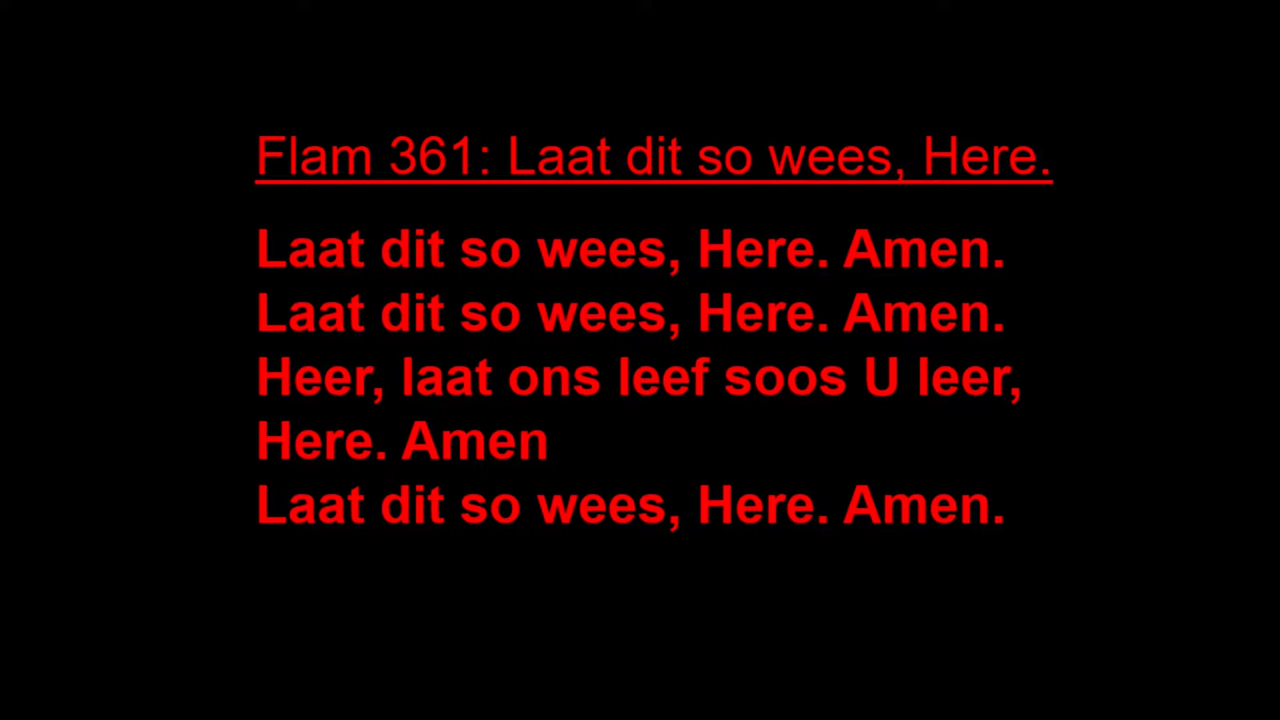 Flam 361: Laat dit so wees, Here.
Laat dit so wees, Here. Amen.
Laat dit so wees, Here. Amen.
Heer, laat ons leef soos U leer,
Here. Amen
Laat dit so wees, Here. Amen.